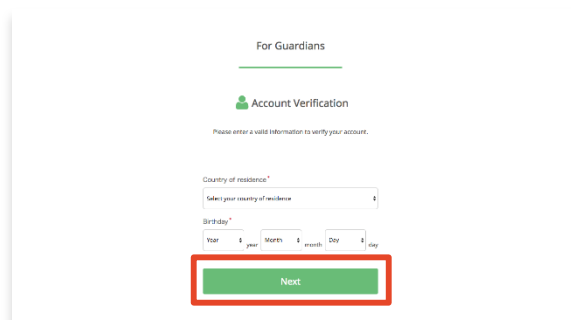 For Guardians
Account Verification
Please enter a valid information to verify your account.
Country of residence*
Select your country of residence
Birthday*
Year year Month month Day day
Next